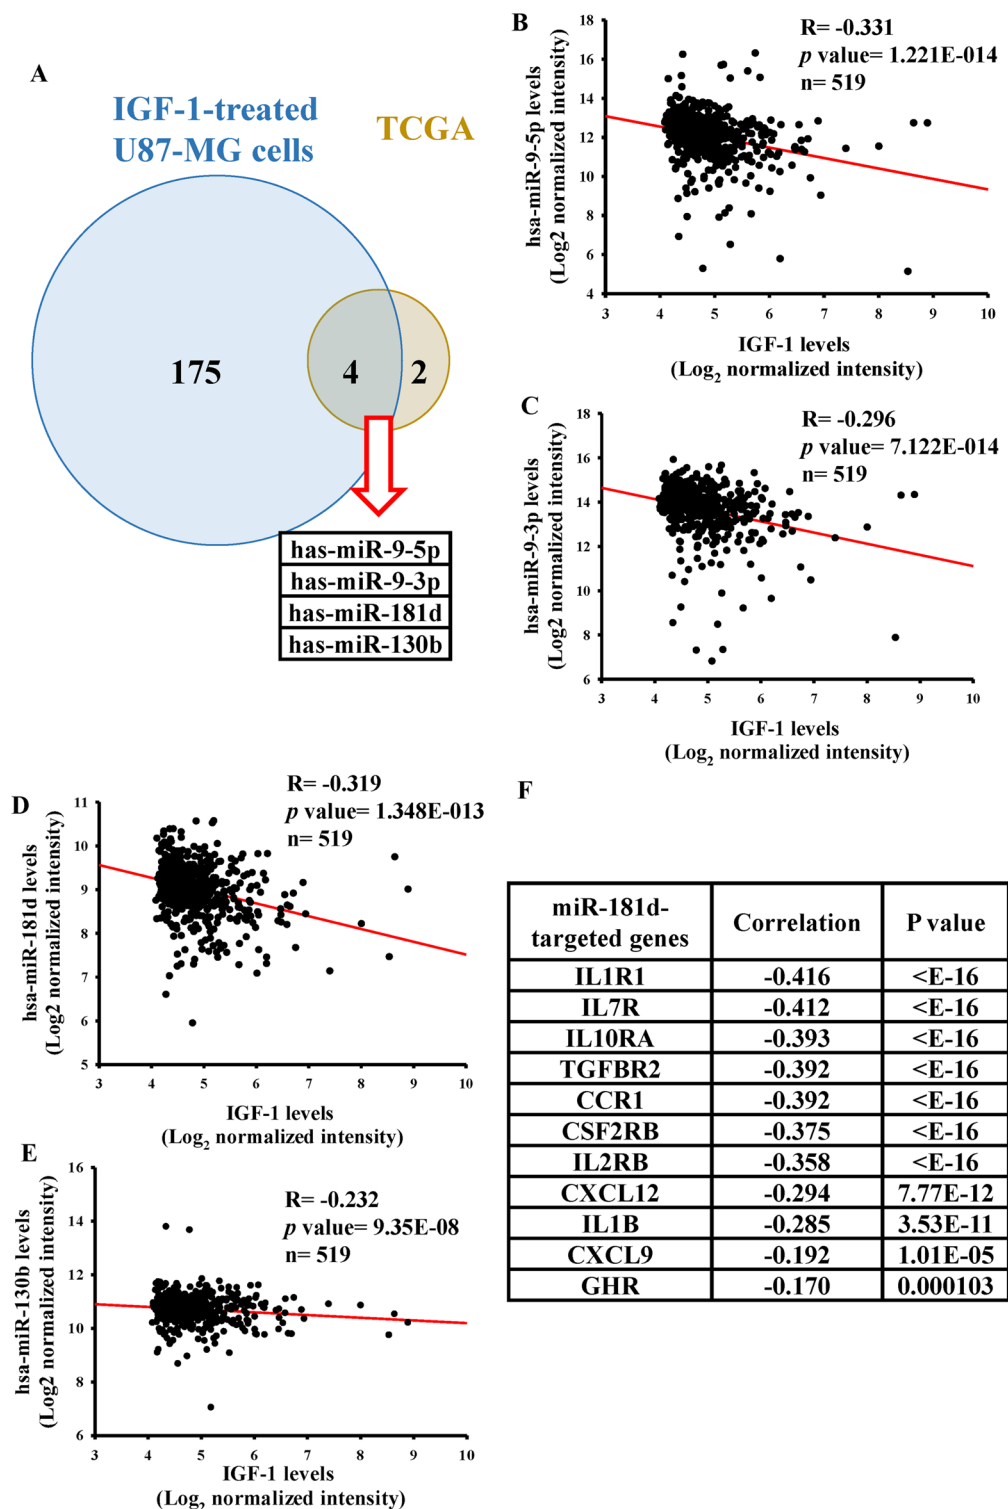 A
IGF-1-treated
U87-MG cells
TCGA
175
4
2
has-miR-9-5p
has-miR-9-3p
has-miR-181d
has-miR-130b
B
R= -0.331
p value= 1.221E-014
n= 519
hsa-miR-9-5p levels
(Log2 normalized intensity)
18
16
14
12
10
8
6
4
3
4
5
6
7
8
9
10
IGF-1 levels
(Log2 normalized intensity)
C
R= -0.296
p value= 7.122E-014
n= 519
hsa-miR-9-3p levels
(Log2 normalized intensity)
18
16
14
12
10
8
6
3
4
5
6
7
8
9
10
IGF-1 levels
(Log2 normalized intensity)
D
R= -0.319
p value= 1.348E-013
n= 519
hsa-miR-181d levels
(Log2 normalized intensity)
11
10
9
8
7
6
5
3
4
5
6
7
8
9
10
IGF-1 levels
(Log2 normalized intensity)
E
R= -0.232
p value= 9.35E-08
n= 519
hsa-miR-130b levels
(Log2 normalized intensity)
16
14
12
10
8
6
3
4
5
6
7
8
9
10
IGF-1 levels
(Log2 normalized intensity)
F
miR-181d-
targeted genes Correlation P value
IL1R1 -0.416 <E-16
IL7R -0.412 <E-16
IL10RA -0.393 <E-16
TGFBR2 -0.392 <E-16
CCR1 -0.392 <E-16
CSF2RB -0.375 <E-16
IL2RB -0.358 <E-16
CXCL12 -0.294 7.77E-12
IL1B -0.285 3.53E-11
CXCL9 -0.192 1.01E-05
GHR -0.170 0.000103